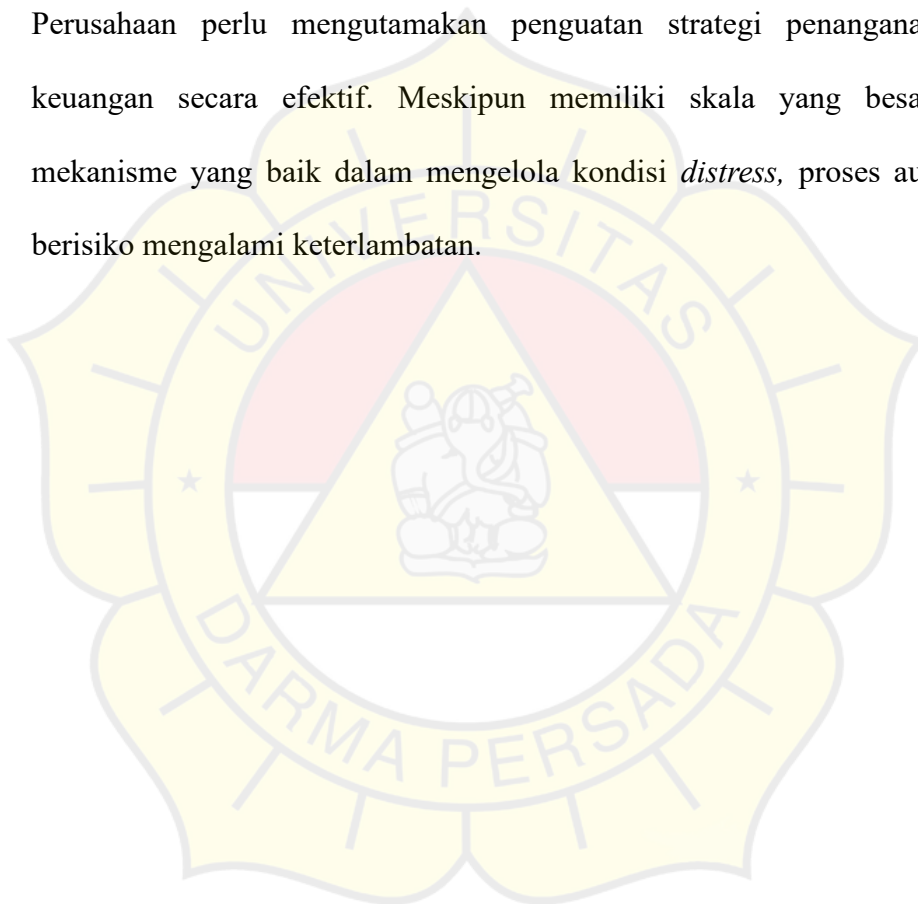 Perusahaan perlu mengutamakan penguatan strategi penangana
keuangan secara efektif. Meskipun memiliki skala yang besa
mekanisme yang baik dalam mengelola kondisi distress, proses au
berisiko mengalami keterlambatan.
UNIVERSITAS
DARMA PERSADA